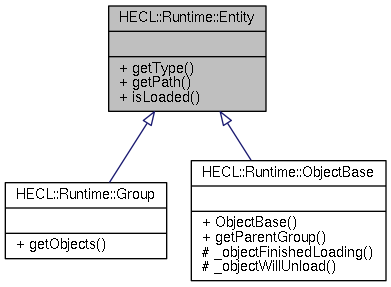 HECL::Runtime::Entity
+ getType()
+ getPath()
+ isLoaded()
HECL::Runtime::Group
+ getObjects()
HECL::Runtime::ObjectBase
+ ObjectBase()
+ getParentGroup()
# _objectFinishedLoading()
# _objectWillUnload()